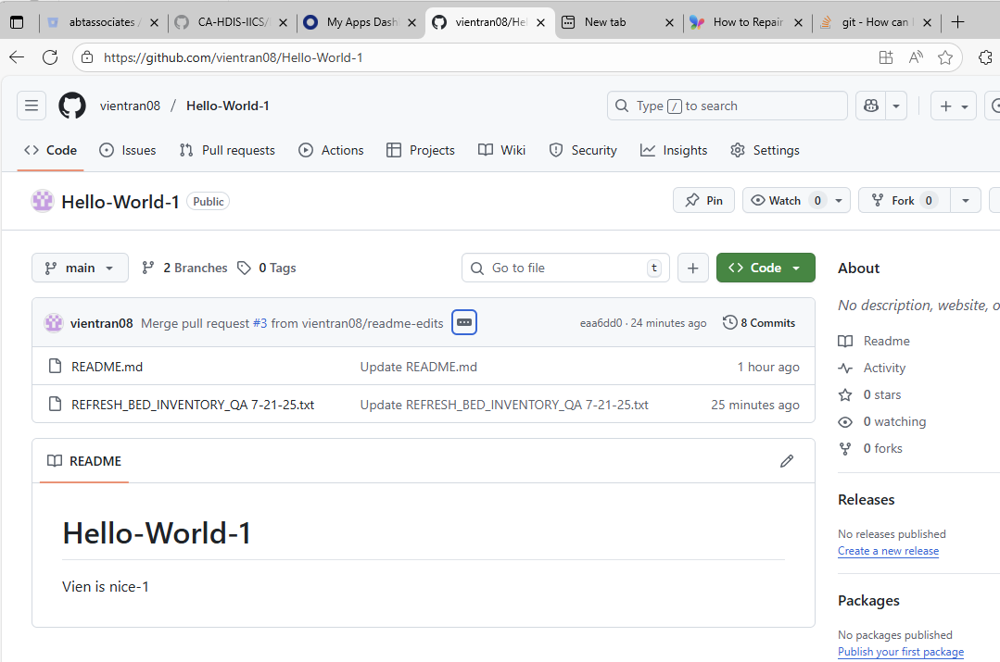 abtassociates / CA-HDIS-IICS/ My Apps Dash vientran08/Hel New tab How to Repair git - How can
https://github.com/vientran08/Hello-World-1
vientran08 / Hello-World-1 Type / to search
Code Issues Pull requests Actions Projects Wiki Security Insights Settings
Hello-World-1 Public Pin Watch 0 Fork 0
main 2 Branches 0 Tags Go to file t Code
About
No description, website, o
vientran08 Merge pull request #3 from vientran08/readme-edits eaa6dd0 · 24 minutes ago 8 Commits
README.md Update README.md 1 hour ago
REFRESH_BED_INVENTORY_QA 7-21-25.txt Update REFRESH_BED_INVENTORY_QA 7-21-25.txt 25 minutes ago
Readme
Activity
0 stars
0 watching
0 forks
README
Hello-World-1
Vien is nice-1
Releases
No releases published
Create a new release
Packages
No packages published
Publish your first package